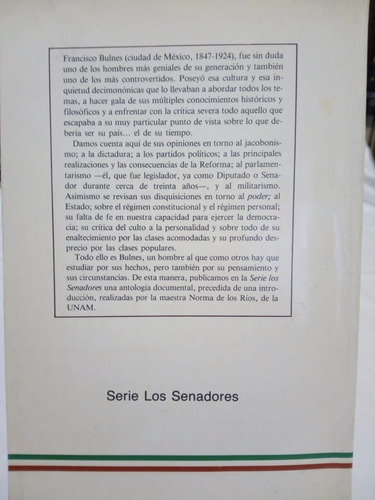 Francisco Bulnes (ciudad de México, 1847-1924), fue sin duda
uno de los hombres más geniales de su generación y también
uno de los más controvertidos. Poseyó esa cultura y esa in-
quietud decimonónicas que lo llevaban a abordar todos los te-
mas, a hacer gala de sus múltiples conocimientos históricos y
filosóficos y a enfrentar con la crítica severa todo aquello que
escapaba a su muy particular punto de vista sobre lo que de-
bería ser su país... el de su tiempo.
Damos cuenta aquí de sus opiniones en torno al jacobonis-
mo; a la dictadura; a los partidos políticos; a las principales
realizaciones y las consecuencias de la Reforma; al parlamen-
tarismo —él, que fue legislador, ya como Diputado o Sena-
dor durante cerca de treinta años—, y al militarismo.
Asimismo se revisan sus disquisiciones en torno al poder; al
Estado; sobre el régimen constitucional y el régimen personal;
su falta de fe en nuestra capacidad para ejercer la democra-
cia; su crítica del culto a la personalidad y sobre todo de su
enaltecimiento por las clases acomodadas y su profundo des-
precio por las clases populares.
Todo ello es Bulnes, un hombre al que como otros hay que
estudiar por sus hechos, pero también por su pensamiento y
sus circunstancias. De esta manera, publicamos en la Serie los
Senadores una antología documental, precedida de una intro-
ducción, realizadas por la maestra Norma de los Ríos, de la
UNAM.
Serie Los Senadores